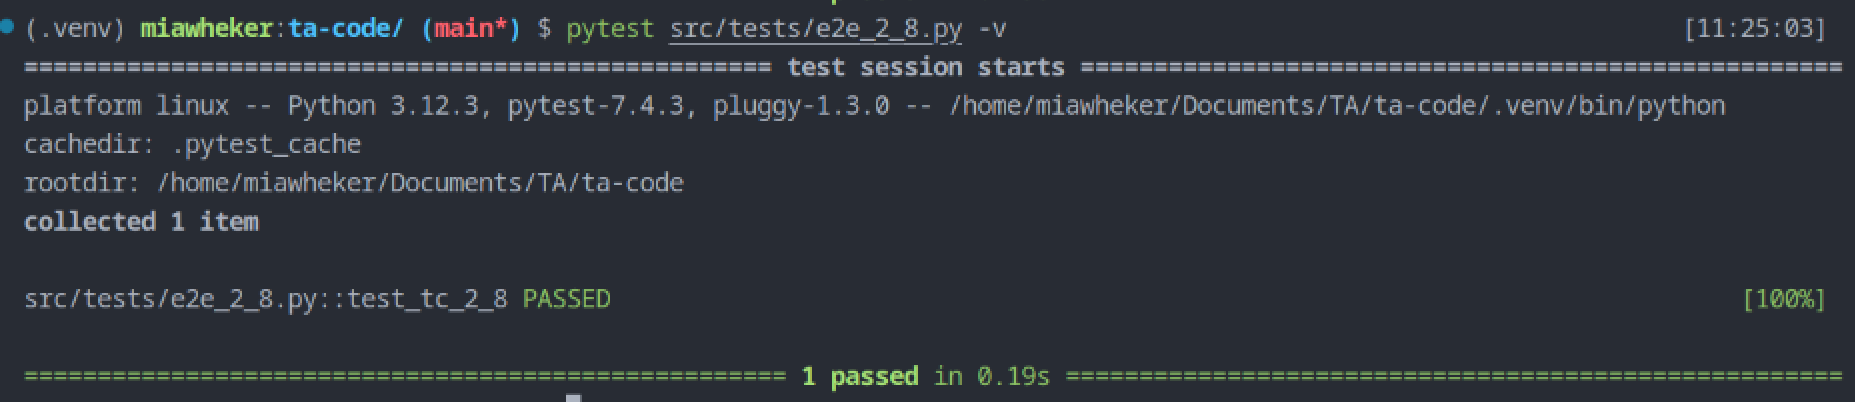 (.venv) miawheker:ta-code/ (main*) $ pytest src/tests/e2e_2_8.py -v [11:25:03]
=================================================== test session starts ====================================================
platform linux -- Python 3.12.3, pytest-7.4.3, pluggy-1.3.0 -- /home/miawheker/Documents/TA/ta-code/.venv/bin/python
cachedir: .pytest_cache
rootdir: /home/miawheker/Documents/TA/ta-code
collected 1 item
src/tests/e2e_2_8.py::test_tc_2_8 PASSED [100%]
==================================================== 1 passed in 0.19s =====================================================